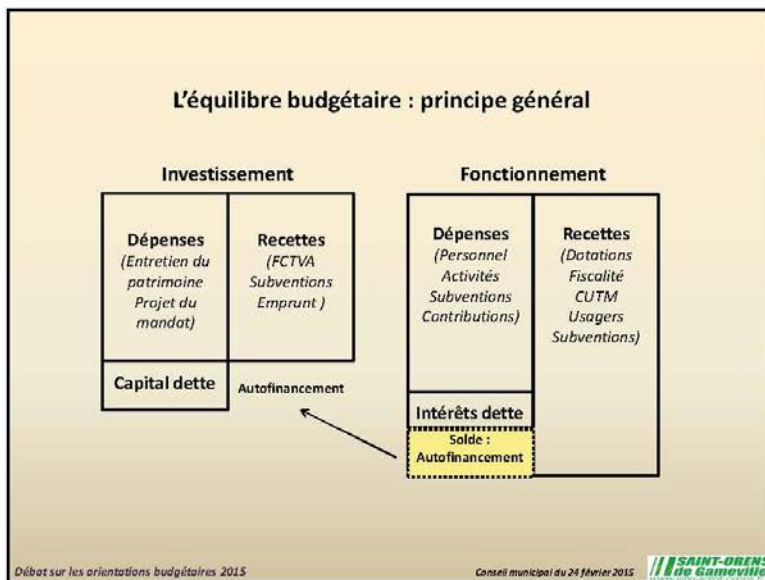 L'équilibre budgétaire : principe général
Investissement
Dépenses
(Entretien du
patrimoine
Projet du
mandat)
Recettes
(FCTVA
Subventions
Emprunt )
Capital dette
Autofinancement
Fonctionnement
Dépenses
(Personnel
Activités
Subventions
Contributions)
Recettes
(Dotations
Fiscalité
CUTM
Usagers
Subventions)
Intérêts dette
Solde :
Autofinancement
Débat sur les orientations budgétaires 2015
Conseil municipal du 24 février 2015
SAINT-ORENS
de Gameville